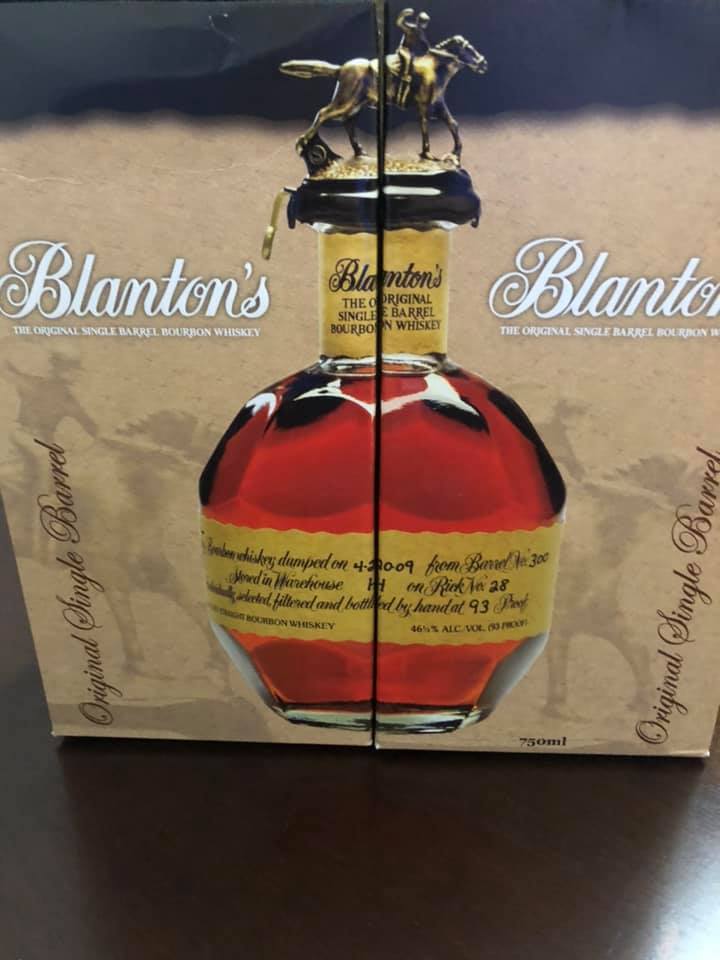 Blanton's
THE ORIGINAL SINGLE BARREL BOURBON WHISKEY
Original Single Barrel
Blanton's
THE ORIGINAL
SINGLE BARREL
BOURBON WHISKEY
Bourbon whiskey dumped on from Barrel No. 300
Stored in Warehouse H on Rick No. 28
selected, filtered and bottled by hand at 93 Proof
STRAIGHT BOURBON WHISKEY 46½% ALC./VOL. (93 PROOF)
Blanton
THE ORIGINAL SINGLE BARREL BOURBON W
Original Single Barrel
750ml